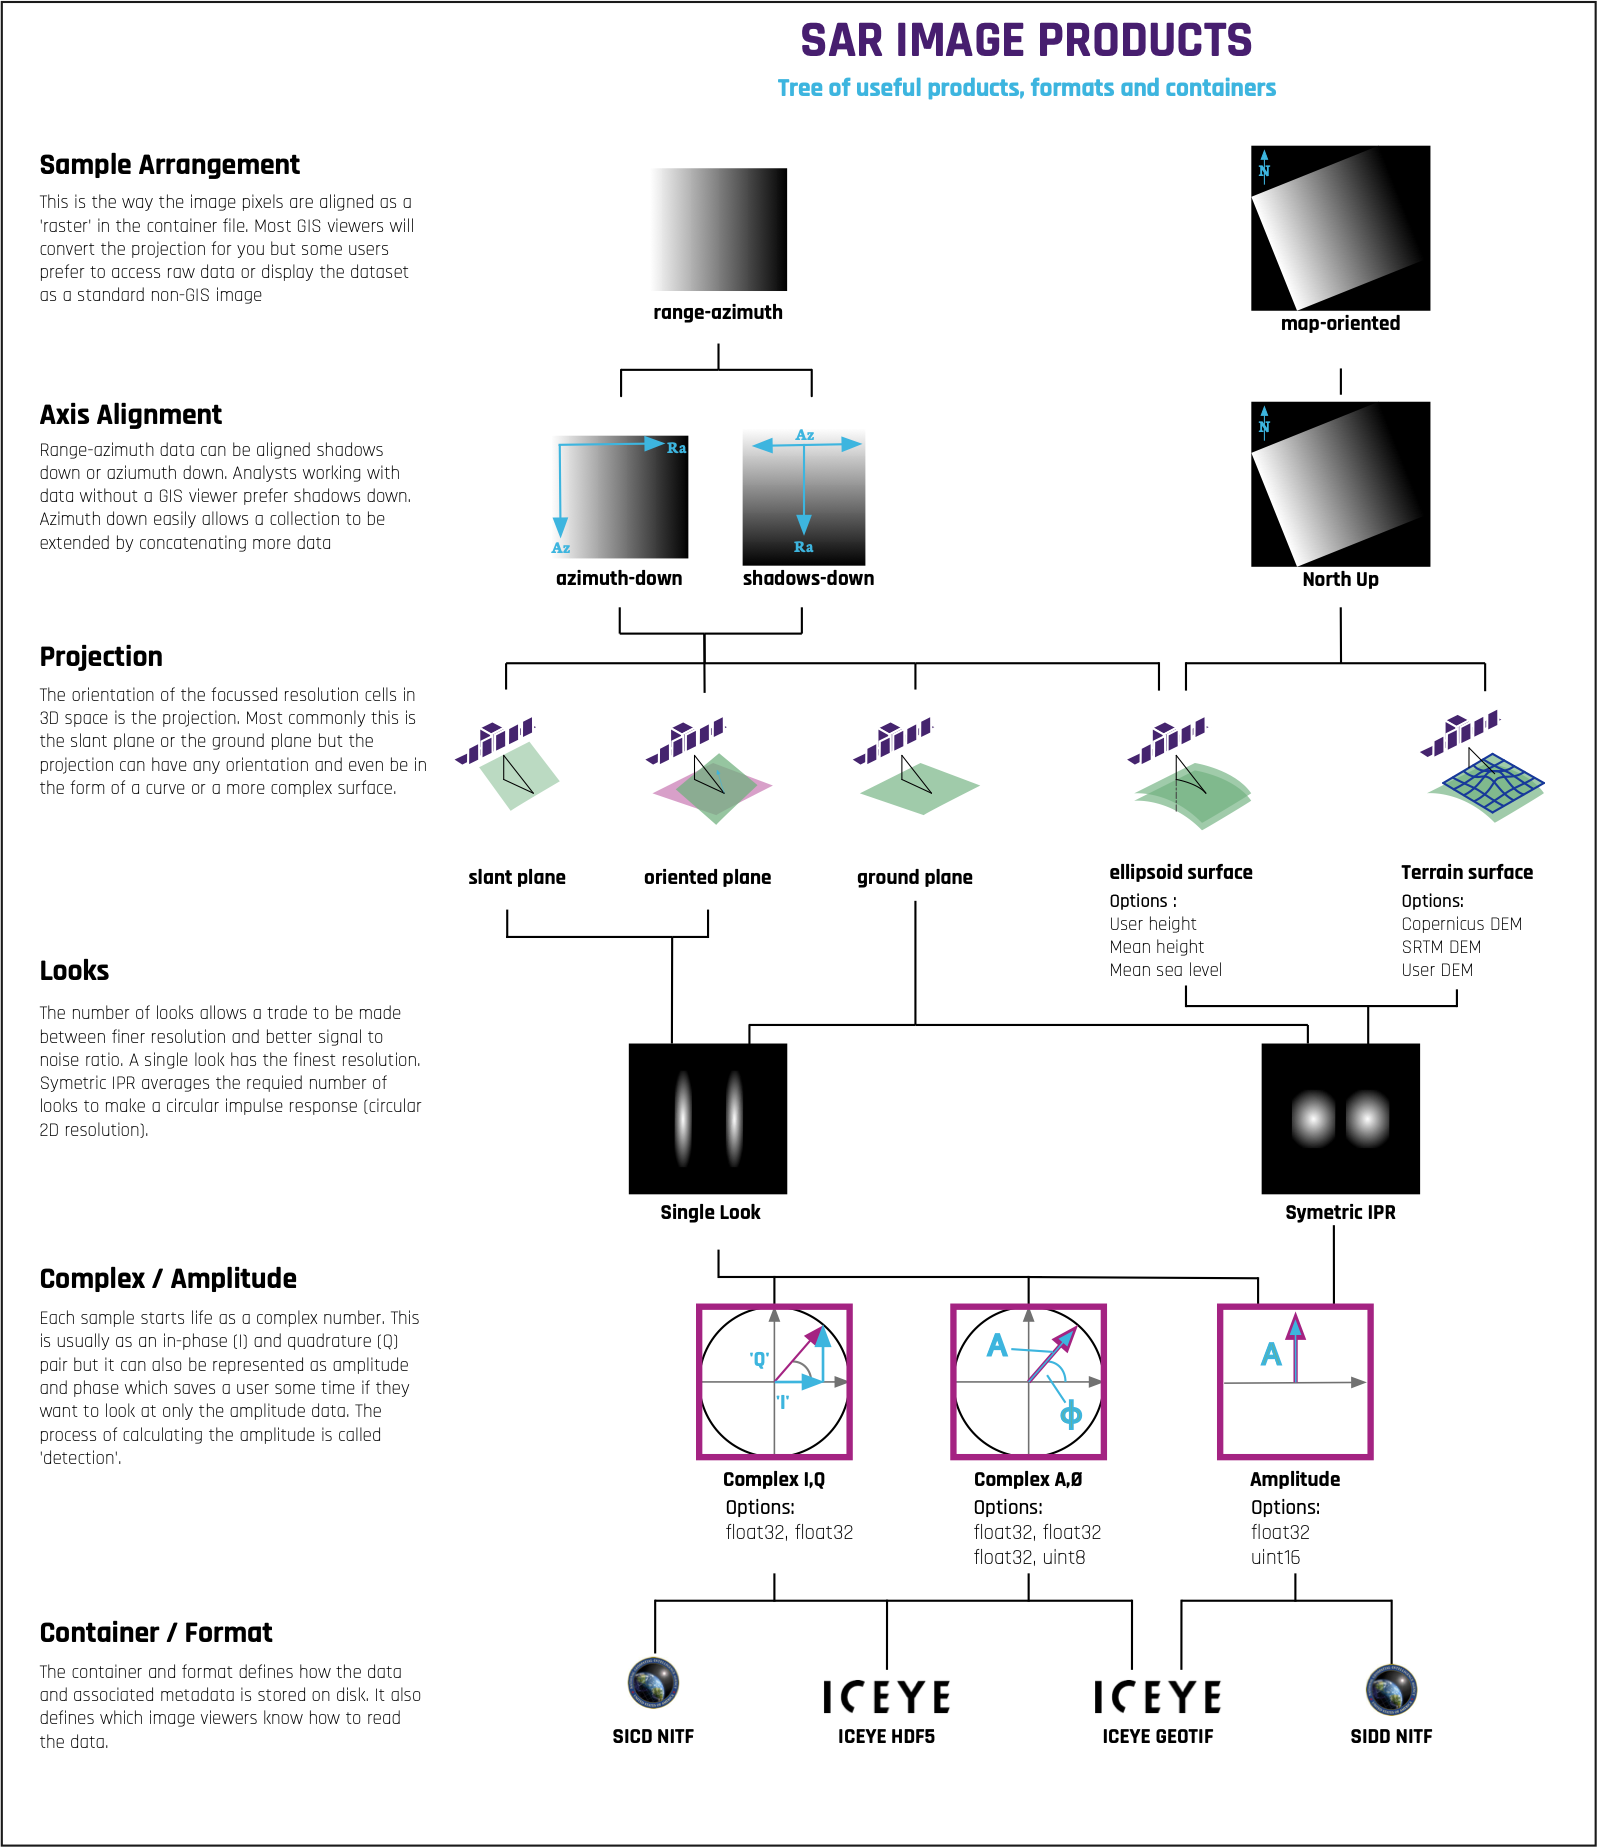 SAR IMAGE PRODUCTS
Tree of useful products, formats and containers
Sample Arrangement
This is the way the image pixels are aligned as a
'raster' in the container file. Most GIS viewers will
convert the projection for you but some users
prefer to access raw data or display the dataset
as a standard non-GIS image
range-azimuth
N
map-oriented
Axis Alignment
Range-azimuth data can be aligned shadows
down or aziumuth down. Analysts working with
data without a GIS viewer prefer shadows down.
Azimuth down easily allows a collection to be
extended by concatenating more data
Ra
Az
azimuth-down
Az
Ra
shadows-down
N
North Up
Projection
The orientation of the focussed resolution cells in
3D space is the projection. Most commonly this is
the slant plane or the ground plane but the
projection can have any orientation and even be in
the form of a curve or a more complex surface.
slant plane
oriented plane
ground plane
ellipsoid surface
Options :
User height
Mean height
Mean sea level
Terrain surface
Options:
Copernicus DEM
SRTM DEM
User DEM
Looks
The number of looks allows a trade to be made
between finer resolution and better signal to
noise ratio. A single look has the finest resolution.
Symetric IPR averages the requied number of
looks to make a circular impulse response (circular
2D resolution).
Single Look
Symetric IPR
Complex / Amplitude
Each sample starts life as a complex number. This
is usually as an in-phase (I) and quadrature (Q)
pair but it can also be represented as amplitude
and phase which saves a user some time if they
want to look at only the amplitude data. The
process of calculating the amplitude is called
'detection'.
'Q'
'I'
Complex I,Q
Options:
float32, float32
A
ϕ
Complex A,Ø
Options:
float32, float32
float32, uint8
A
Amplitude
Options:
float32
uint16
Container / Format
The container and format defines how the data
and associated metadata is stored on disk. It also
defines which image viewers know how to read
the data.
SICD NITF
ICEYE
ICEYE HDF5
ICEYE
ICEYE GEOTIF
SIDD NITF